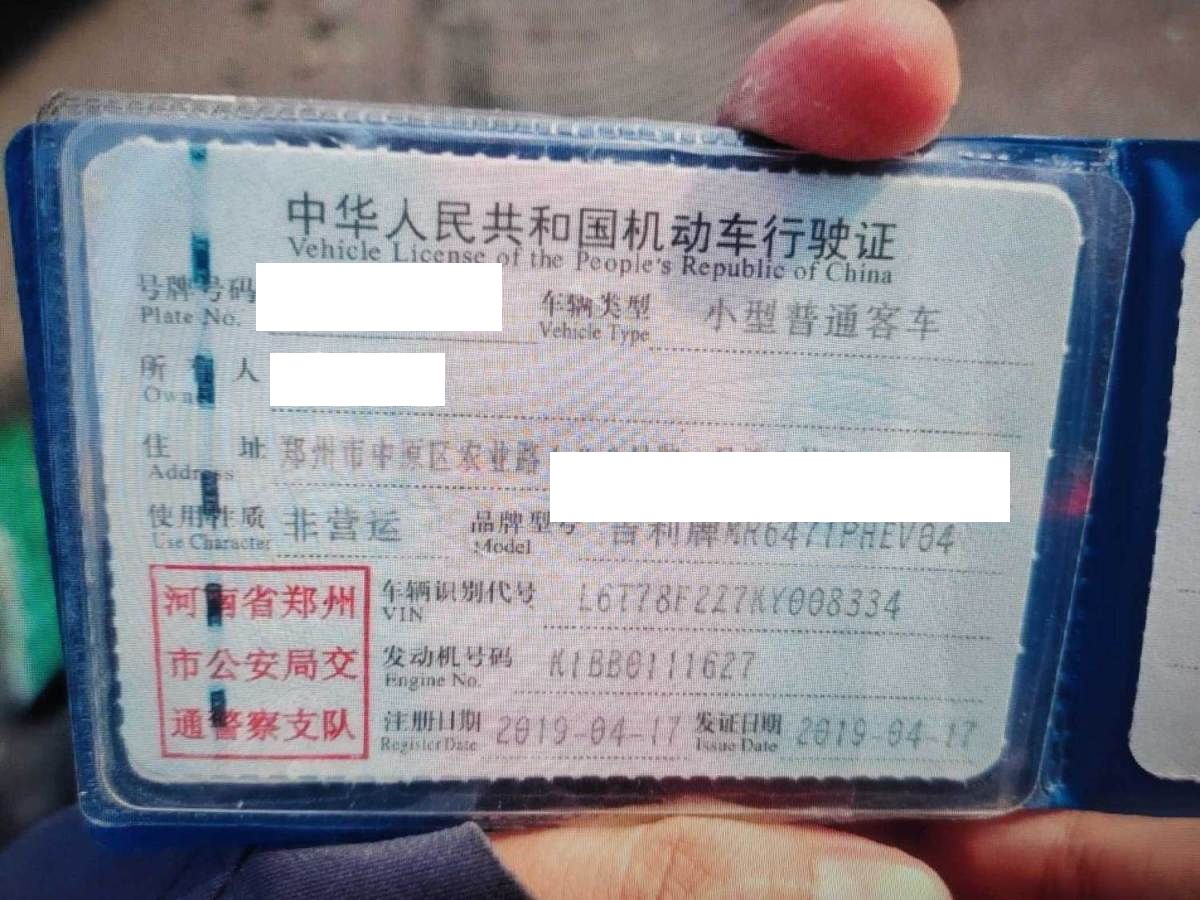 中华人民共和国机动车行驶证
Vehicle License of the People's Republic of China
号牌号码
Plate No.
车辆类型 小型普通客车
Vehicle Type
所有人
Owner
住址 郑州市中原区农业路
Address
使用性质 非营运
Use Character
品牌型号 吉利牌MR6471PHEV04
Model
河南省郑州
市公安局交
通警察支队
车辆识别代号 L6T78F2Z7KY008334
VIN
发动机号码 K1BB0111627
Engine No.
注册日期 2019-04-17 发证日期 2019-04-17
Register Date Issue Date